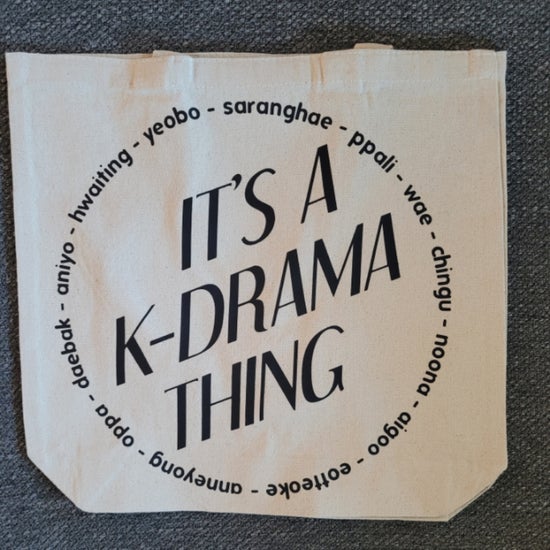 IT'S A
K-DRAMA
THING
saranghae - ppali - wae - chingu - noona - aigoo - eotteoke - anneyong - oppa - daebak - aniyo - hwaiting - yeobo -